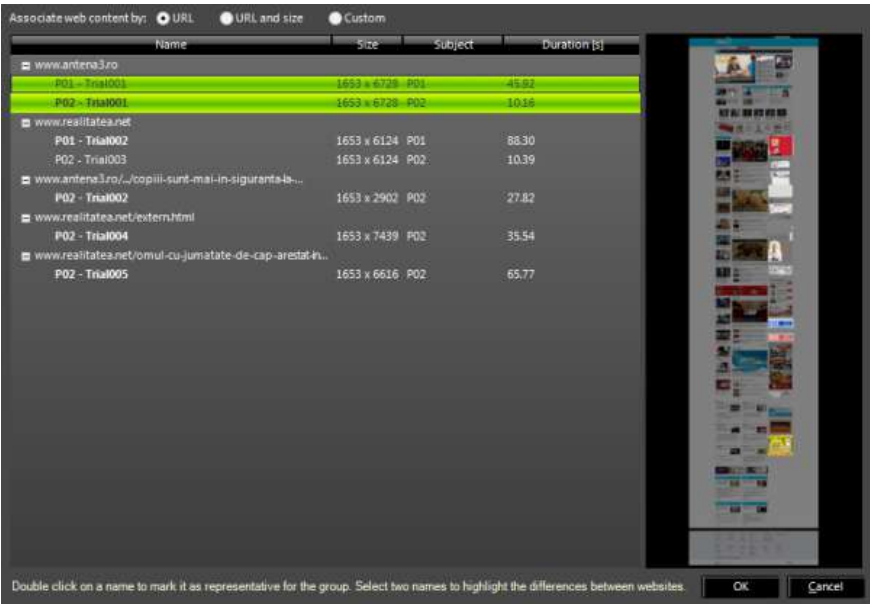 Associate web content by: URL URL and size Custom
Name Size Subject Duration [s]
www.antena3.ro
P01 - Trial001 1653 x 6728 P01 45.92
P02 - Trial001 1653 x 6728 P02 10.16
www.realitatea.net
P01 - Trial002 1653 x 6124 P01 88.30
P02 - Trial003 1653 x 6124 P02 10.39
www.antena3.ro/../copiii-sunt-mai-in-siguranta-la-...
P02 - Trial002 1653 x 2902 P02 27.82
www.realitatea.net/extern.html
P02 - Trial004 1653 x 7439 P02 35.54
www.realitatea.net/omul-cu-jumatate-de-cap-arestat-in...
P02 - Trial005 1653 x 6616 P02 65.77
Double click on a name to mark it as representative for the group. Select two names to highlight the differences between websites. OK Cancel